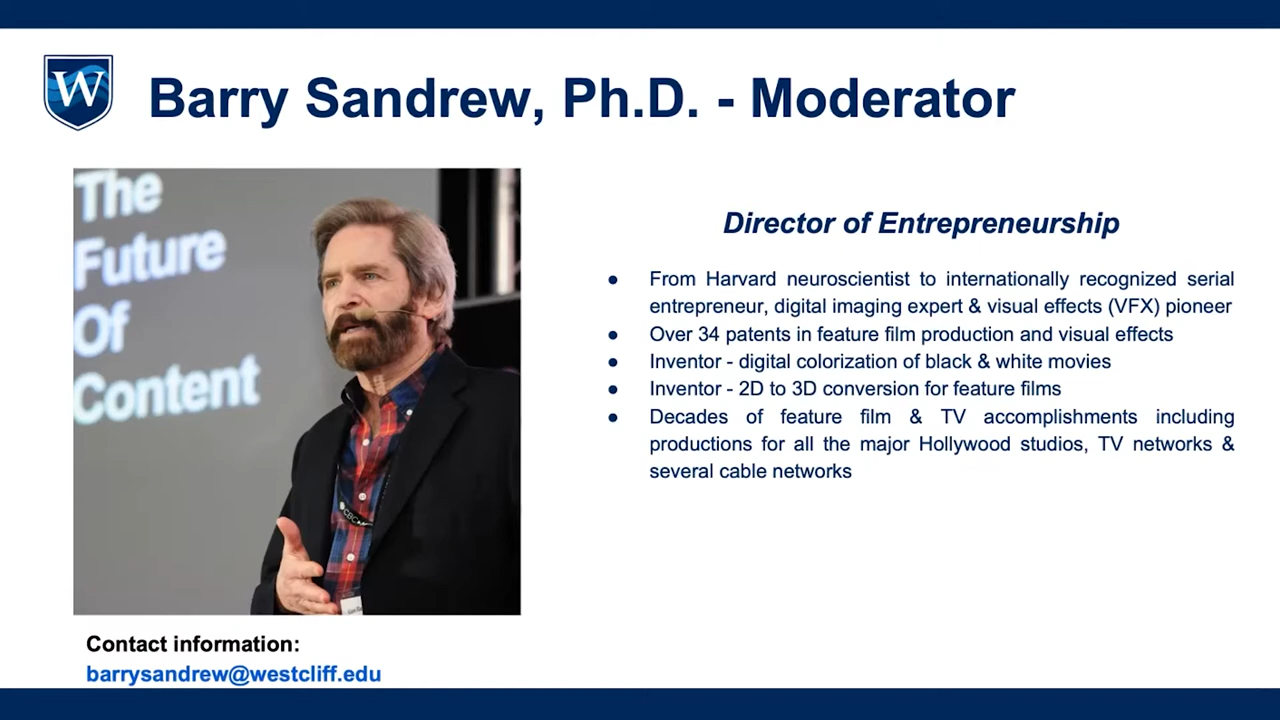 W
Barry Sandrew, Ph.D. - Moderator
The
Future
Of
Content
Director of Entrepreneurship
● From Harvard neuroscientist to internationally recognized serial
entrepreneur, digital imaging expert & visual effects (VFX) pioneer
● Over 34 patents in feature film production and visual effects
● Inventor - digital colorization of black & white movies
● Inventor - 2D to 3D conversion for feature films
● Decades of feature film & TV accomplishments including
productions for all the major Hollywood studios, TV networks &
several cable networks
Contact information:
barrysandrew@westcliff.edu